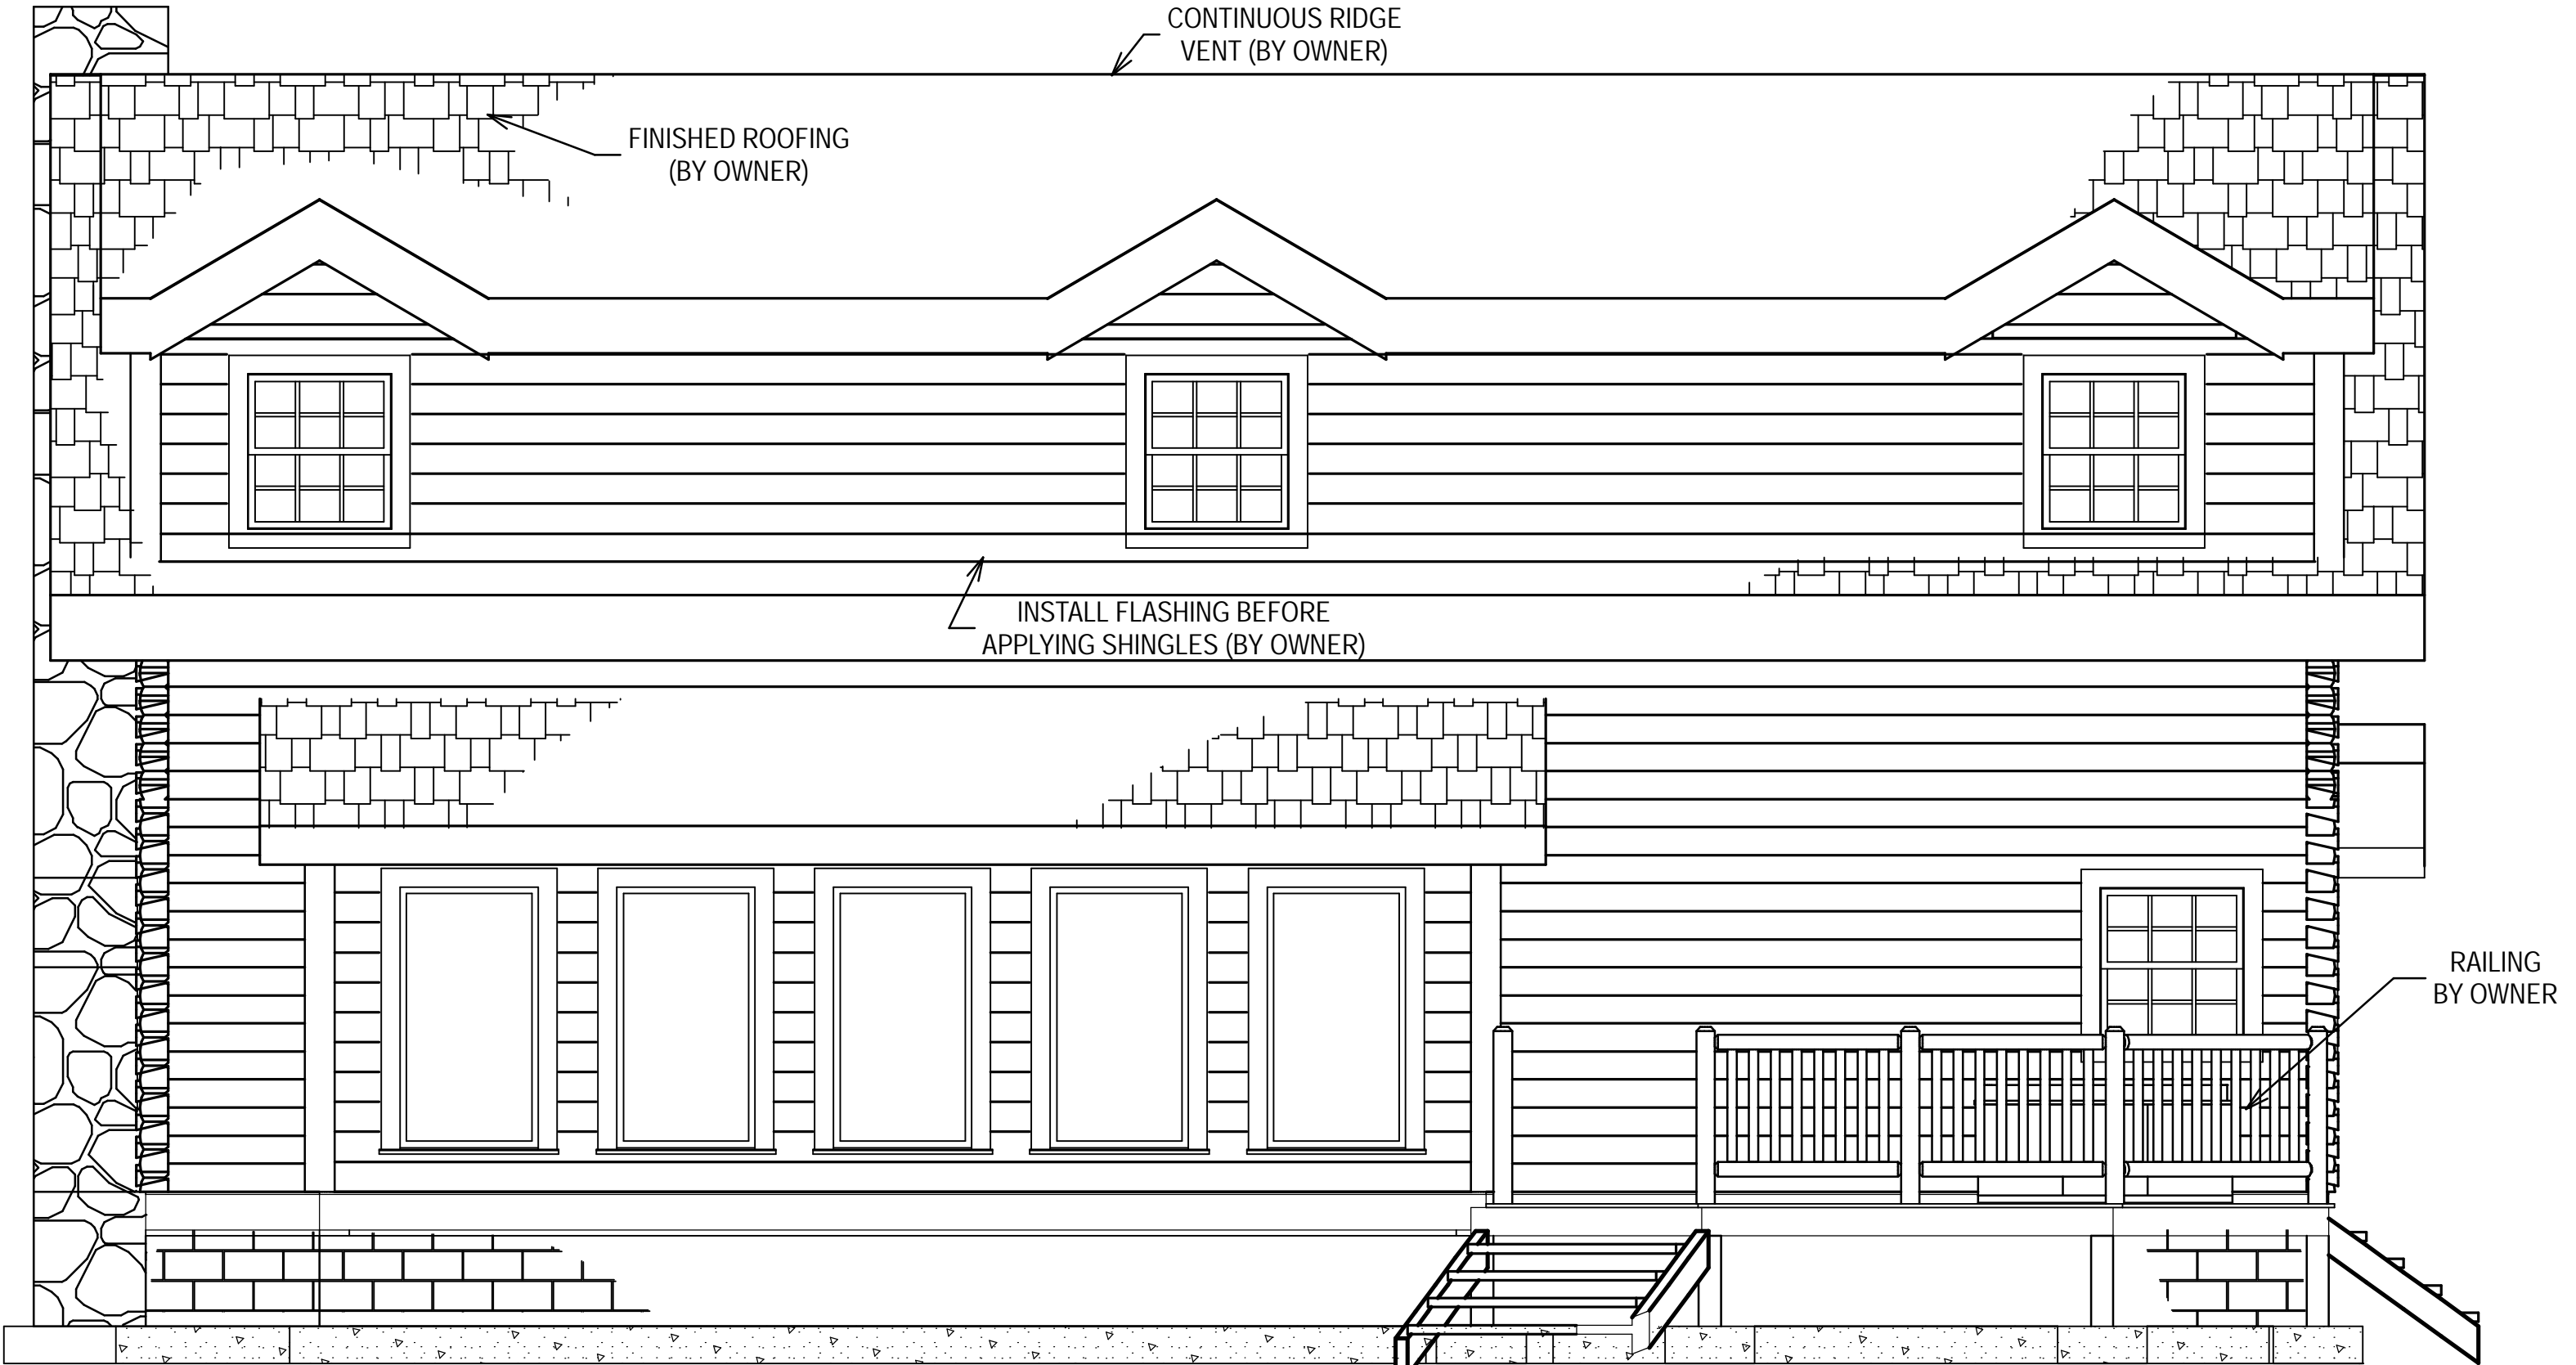 CONTINUOUS RIDGE
VENT (BY OWNER)
FINISHED ROOFING
(BY OWNER)
INSTALL FLASHING BEFORE
APPLYING SHINGLES (BY OWNER)
RAILING
BY OWNER